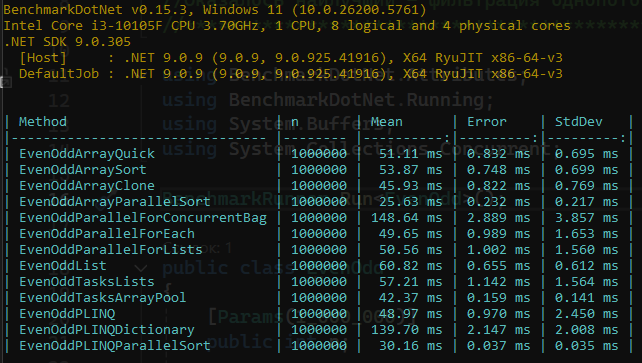 BenchmarkDotNet v0.15.3, Windows 11 (10.0.26200.5761)
Intel Core i3-10105F CPU 3.70GHz, 1 CPU, 8 logical and 4 physical cores
.NET SDK 9.0.305
[Host]     : .NET 9.0.9 (9.0.9, 9.0.925.41916), X64 RyuJIT x86-64-v3
DefaultJob : .NET 9.0.9 (9.0.9, 9.0.925.41916), X64 RyuJIT x86-64-v3
12 using BenchmarkDotNet.Running;
using System.Buffers;
| Method | n | Mean | Error | StdDev |
|--- |--- |---:|---:|---:|
| EvenOddArrayQuick | 1000000 | 51.11 ms | 0.832 ms | 0.695 ms |
| EvenOddArraySort | 1000000 | 53.87 ms | 0.748 ms | 0.699 ms |
| EvenOddArrayClone | 1000000 | 45.93 ms | 0.822 ms | 0.769 ms |
| EvenOddArrayParallelSort | 1000000 | 25.63 ms | 0.232 ms | 0.217 ms |
| EvenOddParallelForConcurrentBag | 1000000 | 148.64 ms | 2.889 ms | 3.857 ms |
| EvenOddParallelForEach | 1000000 | 49.65 ms | 0.989 ms | 1.653 ms |
| EvenOddParallelForLists | 1000000 | 50.56 ms | 1.002 ms | 1.560 ms |
| EvenOddList | 1000000 | 60.82 ms | 0.655 ms | 0.612 ms |
| EvenOddTasksLists | 1000000 | 57.21 ms | 1.142 ms | 1.564 ms |
| EvenOddTasksArrayPool | 1000000 | 42.37 ms | 0.159 ms | 0.141 ms |
| EvenOddPLINQ | 1000000 | 48.97 ms | 0.970 ms | 2.450 ms |
| EvenOddPLINQDictionary | 1000000 | 139.70 ms | 2.147 ms | 2.008 ms |
| EvenOddPLINQParallelSort | 1000000 | 30.16 ms | 0.037 ms | 0.035 ms |